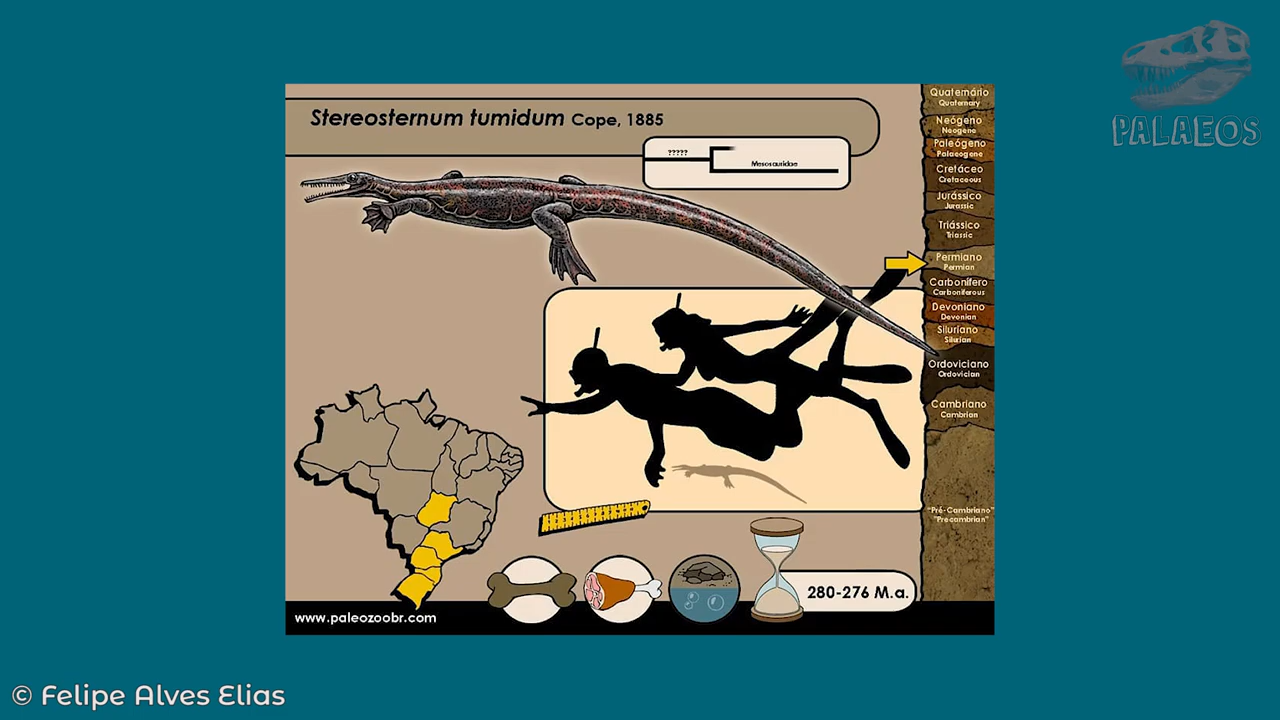 PALAEOS
Stereosternum tumidum Cope, 1885
?????
Mesosauridae
Quaternário
Quaternary
Neógeno
Neogene
Paleógeno
Palaeogene
Cretáceo
Cretaceous
Jurássico
Jurassic
Triássico
Triassic
Permiano
Permian
Carbonífero
Carboniferous
Devoniano
Devonian
Siluriano
Silurian
Ordoviciano
Ordovician
Cambriano
Cambrian
"Pré-Cambriano"
"Precambrian"
280-276 M.a.
www.paleozoobr.com
© Felipe Alves Elias